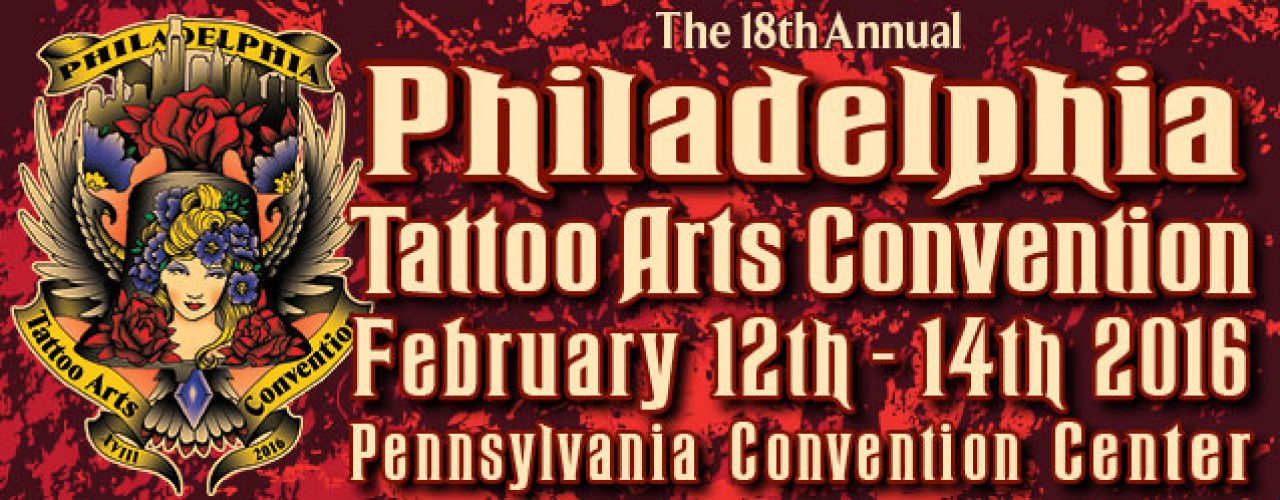 PHILADELPHIA
Tattoo Arts
Convention
XVIII
2016
The 18th Annual
Philadelphia
Tattoo Arts Convention
February 12th - 14th 2016
Pennsylvania Convention Center